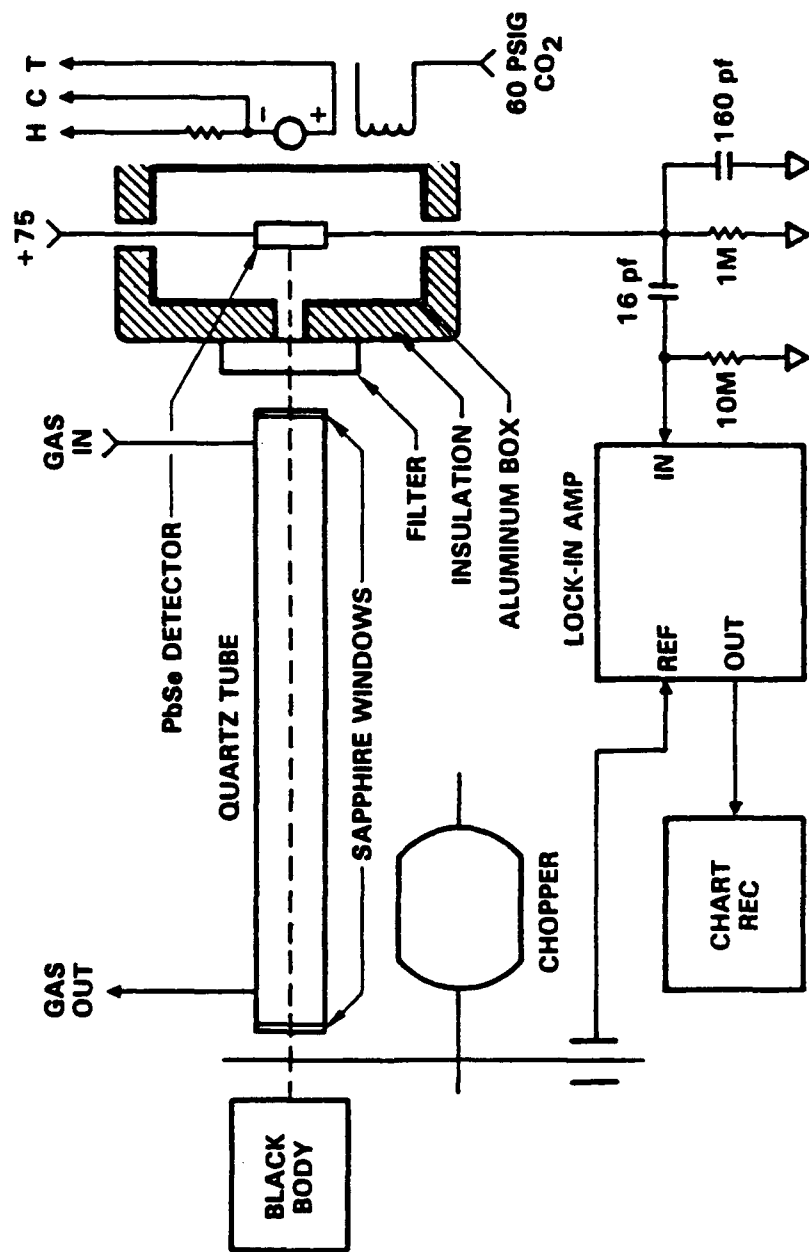 BLACK
BODY
GAS
OUT
GAS
IN
QUARTZ TUBE
PbSe DETECTOR
+75
H C T
-
+
60 PSIG
CO2
SAPPHIRE WINDOWS
FILTER
INSULATION
ALUMINUM BOX
CHOPPER
LOCK-IN AMP
REF
OUT
IN
CHART
REC
16 pf
160 pf
10M
1M